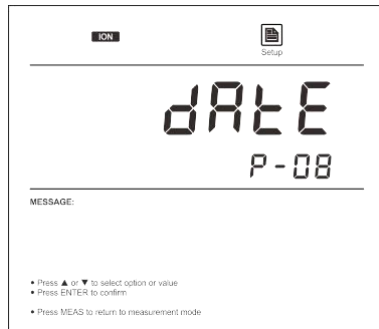 ION
Setup
dAtE
P-08
MESSAGE:
• Press ▲ or ▼ to select option or value
• Press ENTER to confirm
• Press MEAS to return to measurement mode